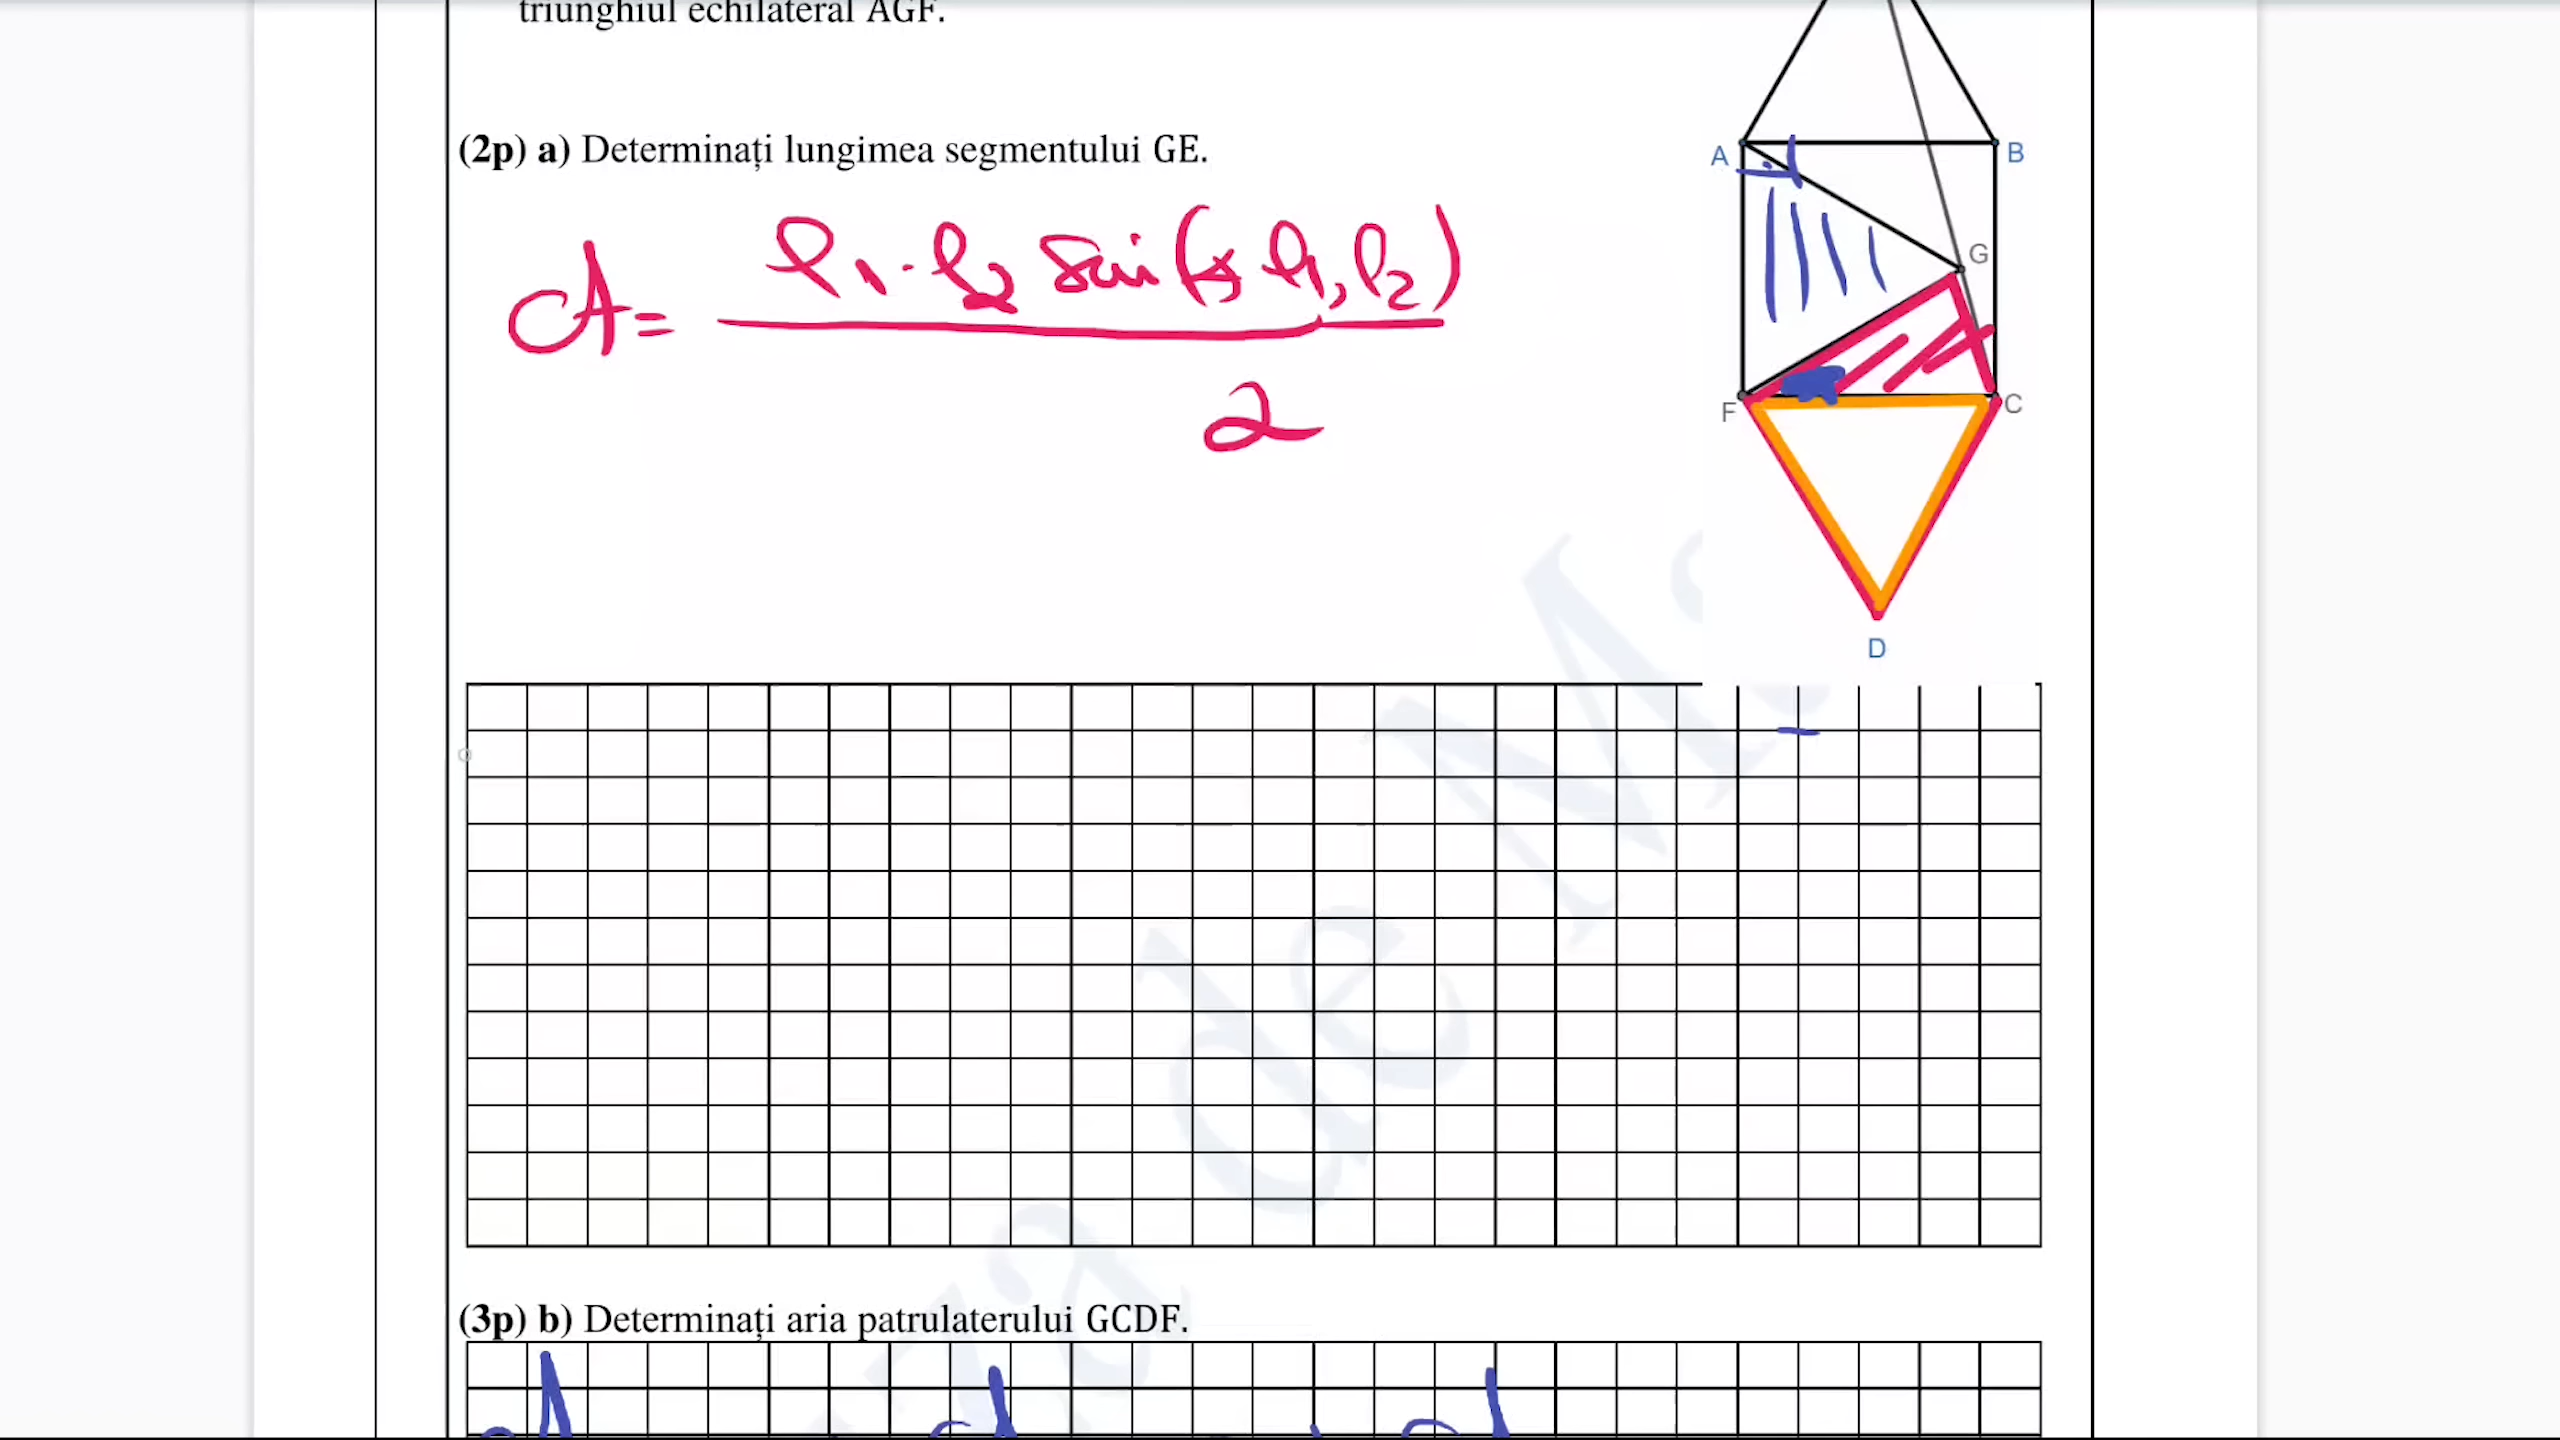 triunghiul echilateral AGF.
(2p) a) Determinați lungimea segmentului GE.
A = l₁·l₂ sin(∢ l₁, l₂)
2
A
B
G
F
C
D
(3p) b) Determinați aria patrulaterului GCDF.